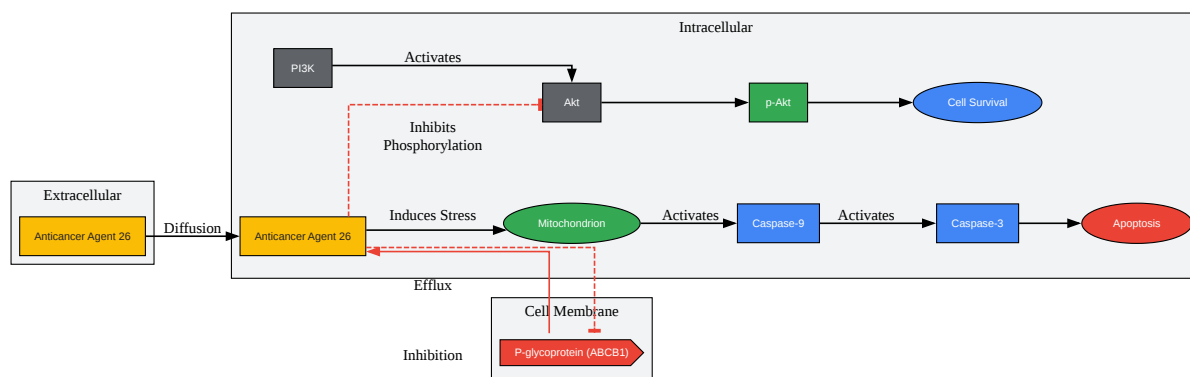 Intracellular
PI3K
Activates
Akt
p-Akt
Cell Survival
Inhibits
Phosphorylation
Extracellular
Anticancer Agent 26
Diffusion
Anticancer Agent 26
Induces Stress
Mitochondrion
Activates
Caspase-9
Activates
Caspase-3
Apoptosis
Efflux
Cell Membrane
Inhibition
P-glycoprotein (ABCB1)